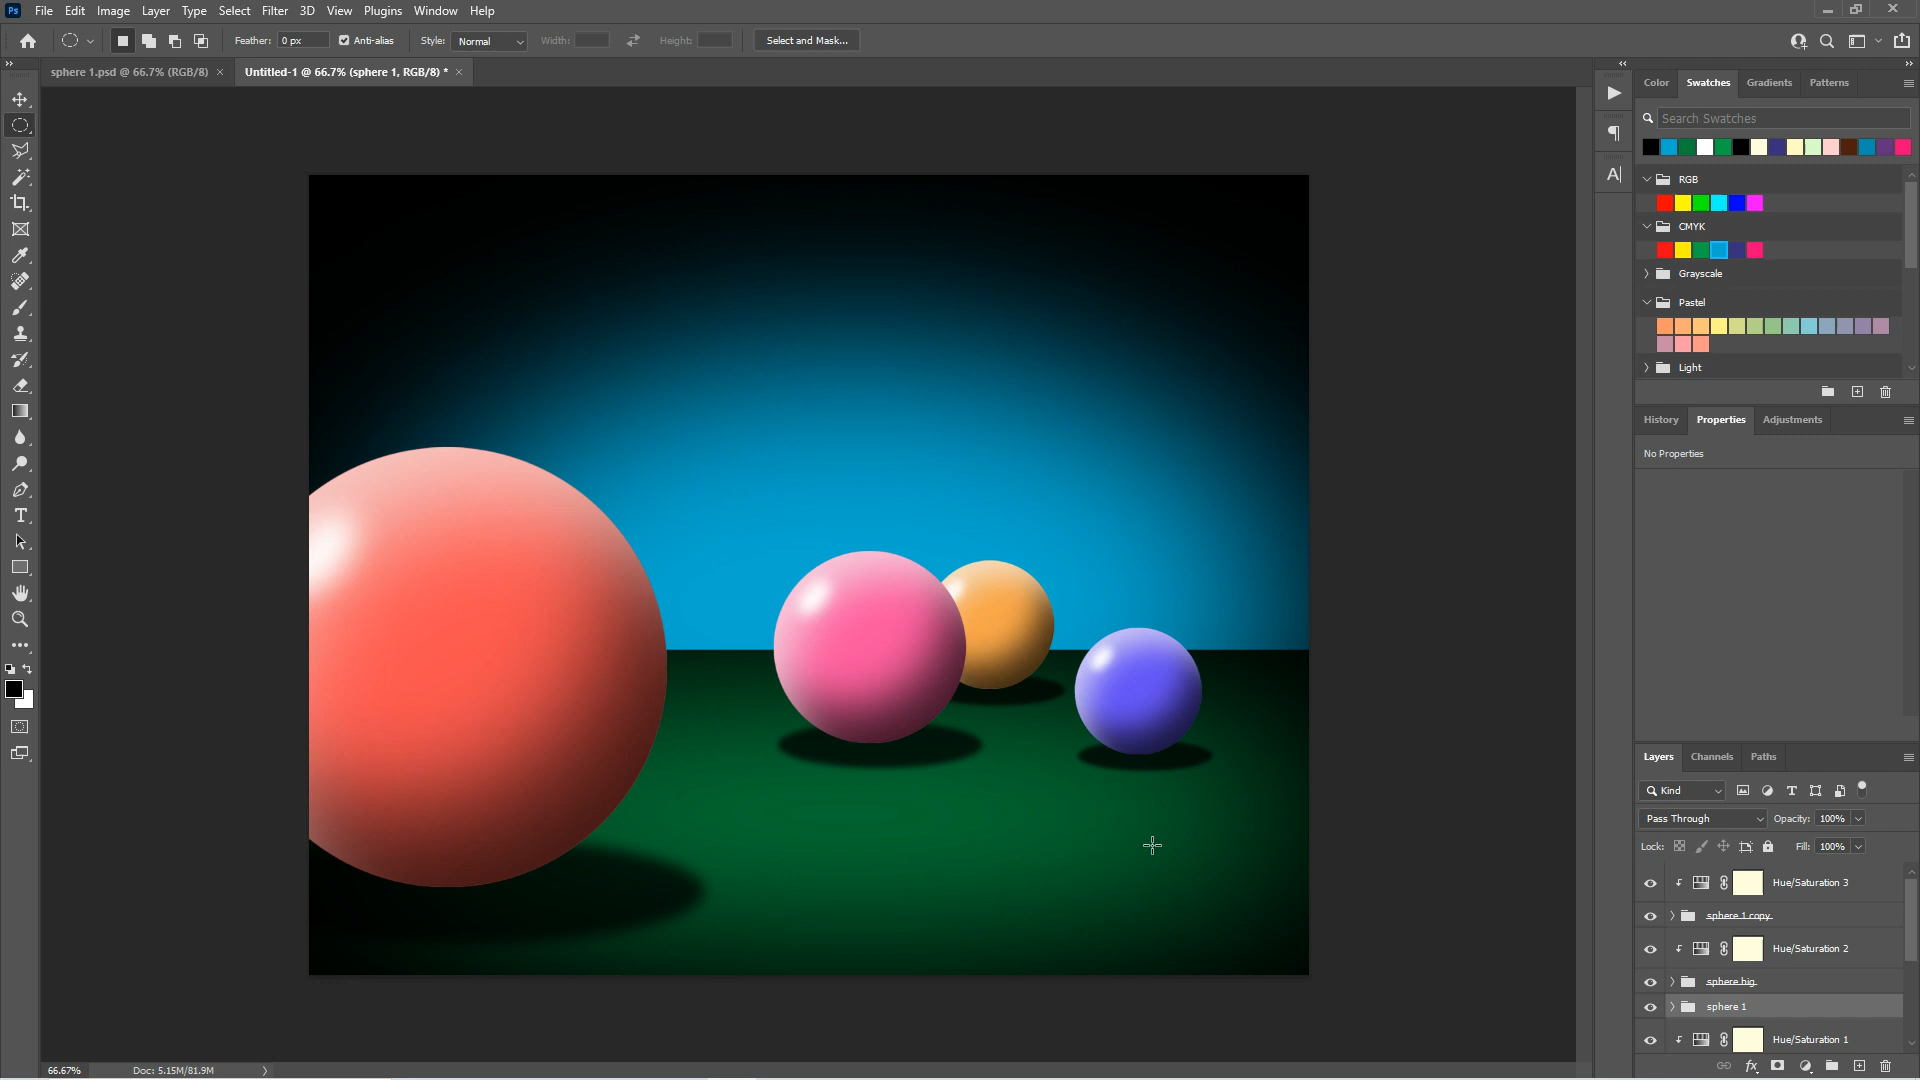 Ps File Edit Image Layer Type Select Filter 3D View Plugins Window Help
Feather: 0 px Anti-alias Style: Normal Width: Height: Select and Mask...
sphere 1.psd @ 66.7% (RGB/8) × Untitled-1 @ 66.7% (sphere 1, RGB/8) * ×
Color Swatches Gradients Patterns
Search Swatches
RGB
CMYK
Grayscale
Pastel
Light
History Properties Adjustments
No Properties
Layers Channels Paths
Kind
Pass Through Opacity: 100%
Lock: Fill: 100%
Hue/Saturation 3
sphere 1 copy
Hue/Saturation 2
sphere big
sphere 1
Hue/Saturation 1
fx
66.67% Doc: 5.15M/81.9M